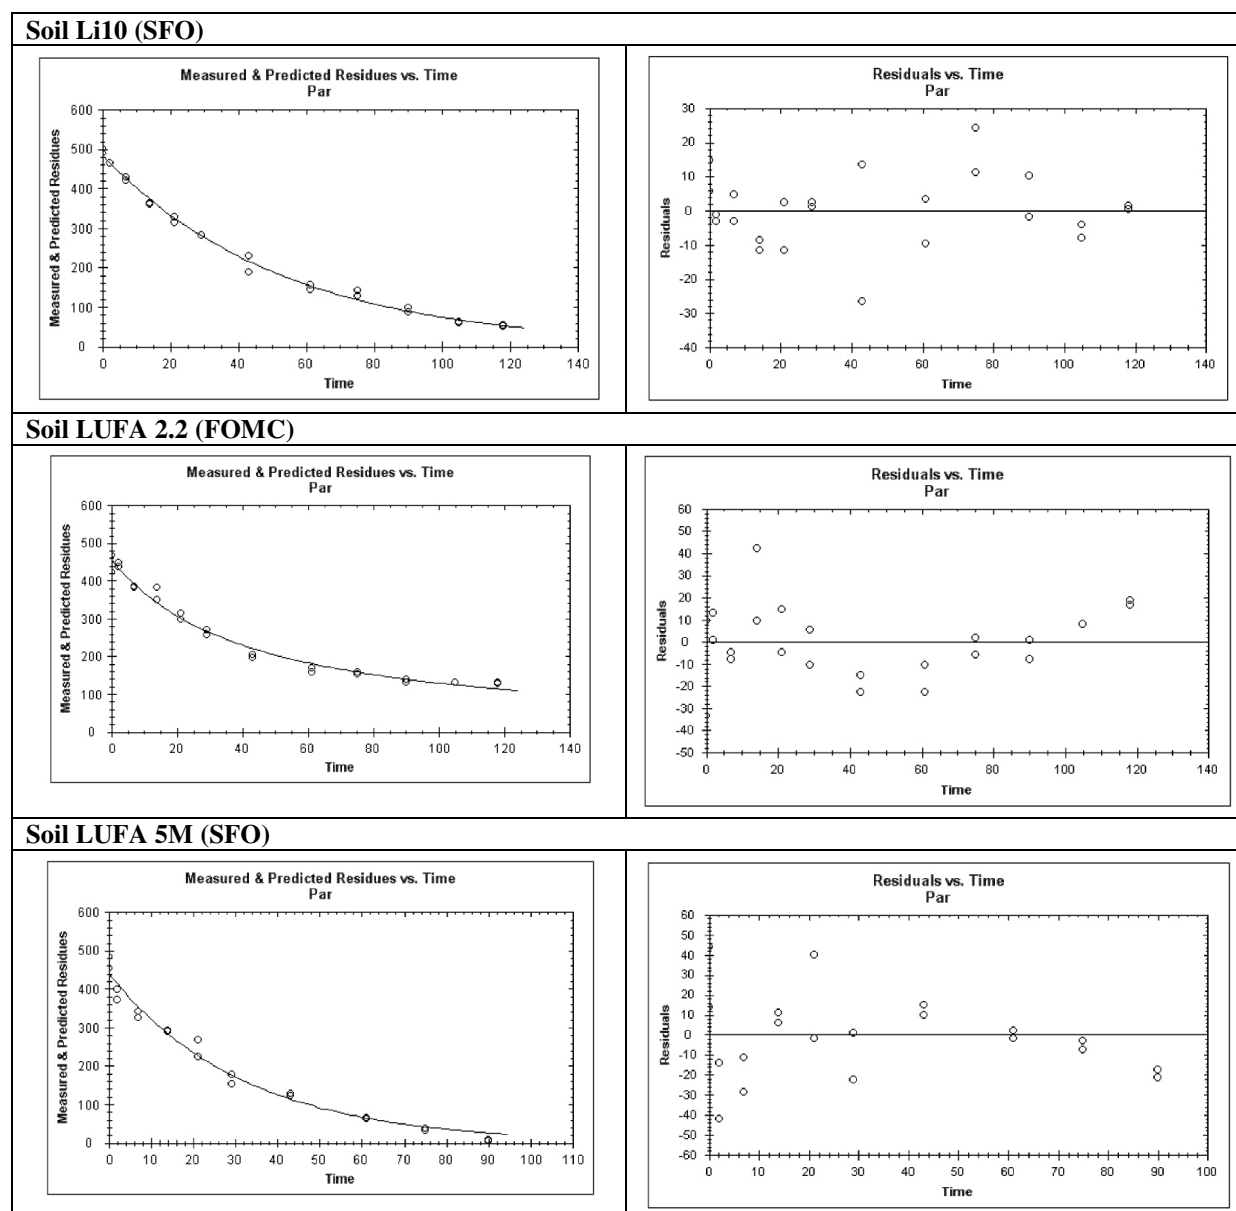 Soil Li10 (SFO)
Measured & Predicted Residues vs. Time
Par
Measured & Predicted Residues
600
500
400
300
200
100
0
0 20 40 60 80 100 120 140
Time
Residuals vs. Time
Par
Residuals
30
20
10
0
-10
-20
-30
-40
0 20 40 60 80 100 120 140
Time
Soil LUFA 2.2 (FOMC)
Measured & Predicted Residues vs. Time
Par
Measured & Predicted Residues
600
500
400
300
200
100
0
0 20 40 60 80 100 120 140
Time
Residuals vs. Time
Par
Residuals
60
50
40
30
20
10
0
-10
-20
-30
-40
-50
0 20 40 60 80 100 120 140
Time
Soil LUFA 5M (SFO)
Measured & Predicted Residues vs. Time
Par
Measured & Predicted Residues
600
500
400
300
200
100
0
0 10 20 30 40 50 60 70 80 90 100 110
Time
Residuals vs. Time
Par
Residuals
60
50
40
30
20
10
0
-10
-20
-30
-40
-50
-60
0 10 20 30 40 50 60 70 80 90 100
Time